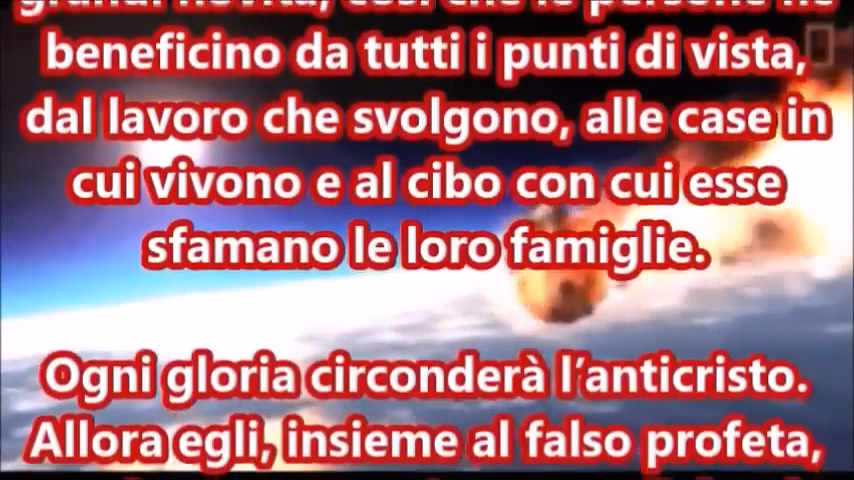 grandi novità, così che le persone ne
beneficino da tutti i punti di vista,
dal lavoro che svolgono, alle case in
cui vivono e al cibo con cui esse
sfamano le loro famiglie.
Ogni gloria circonderà l’anticristo.
Allora egli, insieme al falso profeta,